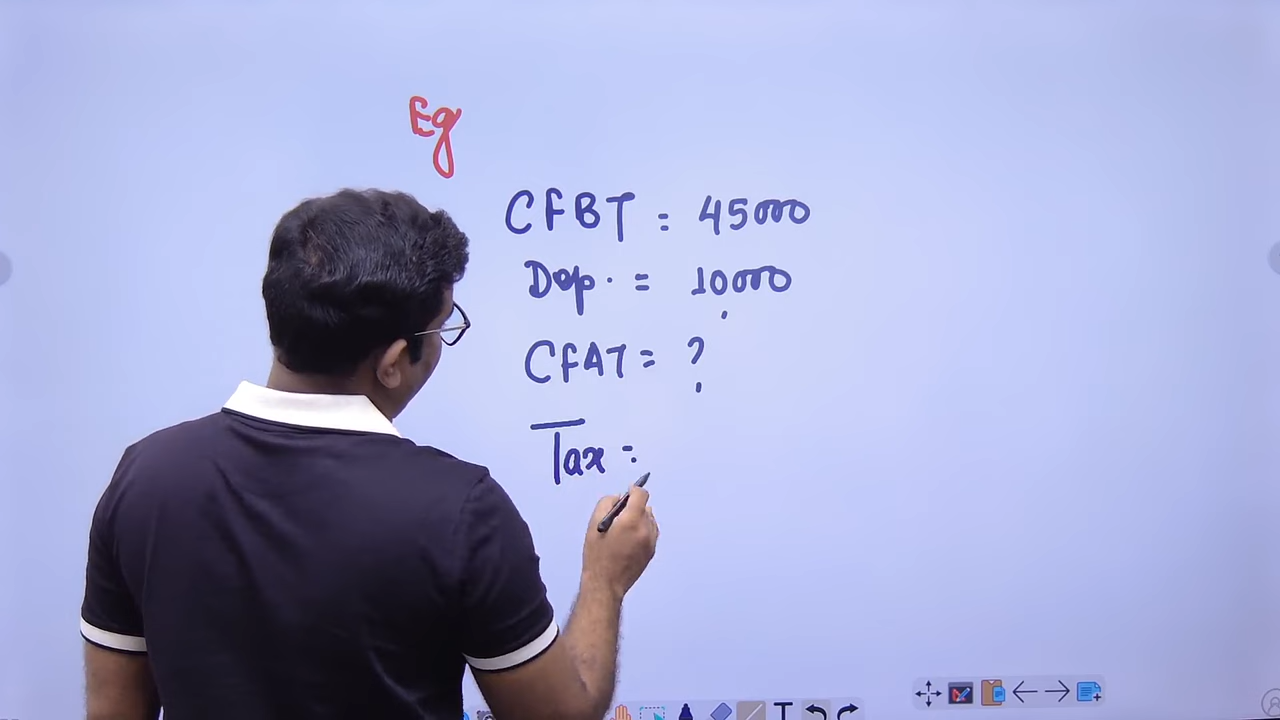 Eg
CFBT = 45000
Dep. = 10000
CFAT = ?
Tax =